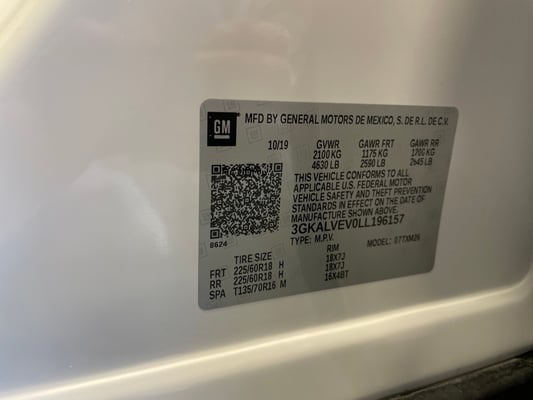 GM
MFD BY GENERAL MOTORS DE MEXICO, S. DE R.L. DE C.V.
10/19 GVWR GAWR FRT GAWR RR
2100 KG 1175 KG 1200 KG
4630 LB 2590 LB 2645 LB
THIS VEHICLE CONFORMS TO ALL
APPLICABLE U.S. FEDERAL MOTOR
VEHICLE SAFETY AND THEFT PREVENTION
STANDARDS IN EFFECT ON THE DATE OF
MANUFACTURE SHOWN ABOVE.
3GKALVEV0LL196157
8624
TYPE: M.P.V. MODEL: 07TXM26
TIRE SIZE RIM
FRT 225/60R18 H 18X7J
RR 225/60R18 H 18X7J
SPA T135/70R16 M 16X4BT